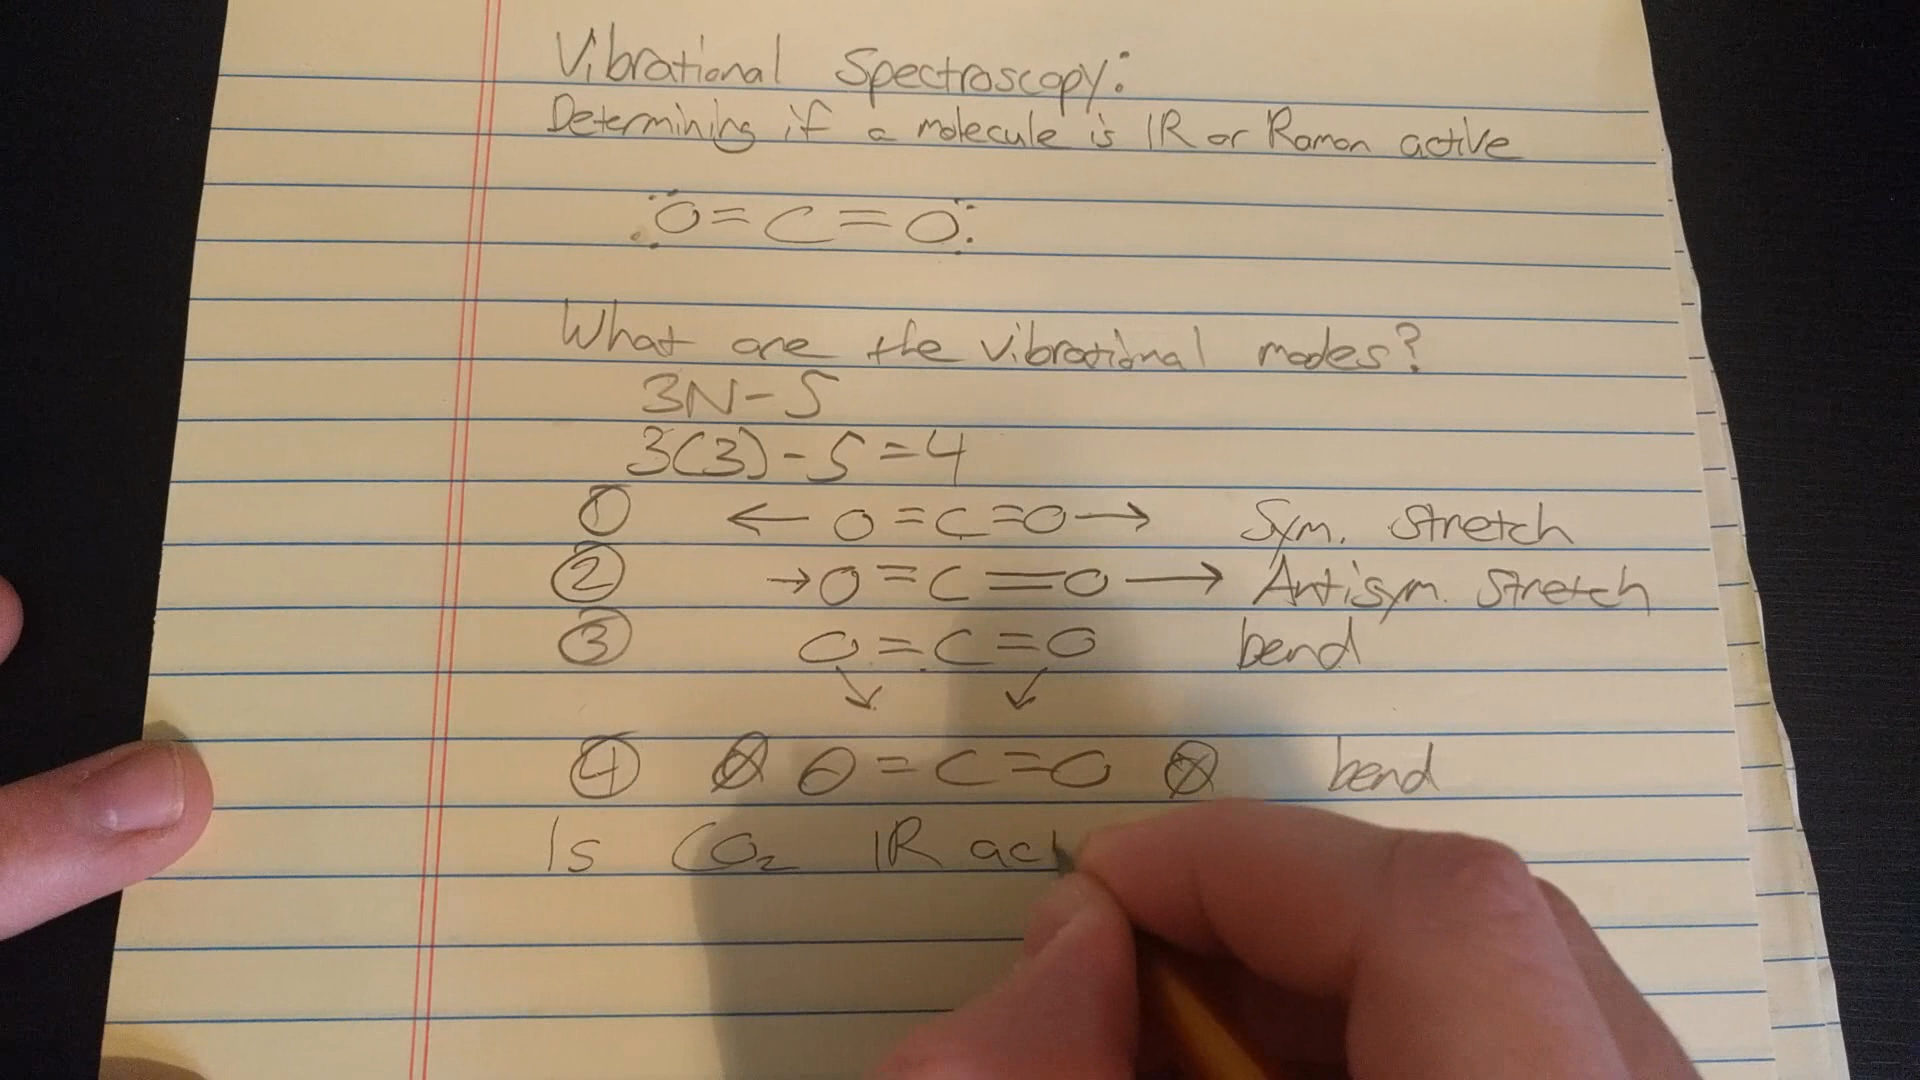 Vibrational Spectroscopy:
Determining if a molecule is IR or Raman active
:O=C=O:
What are the vibrational modes?
3N-5
3(3)-5=4
① ← O=C=O → Sym. Stretch
② →O=C=O → Antisym. Stretch
③ O=C=O bend
↘ ↙
④ ⊗ O=C=O ⊗ bend
Is CO₂ IR act